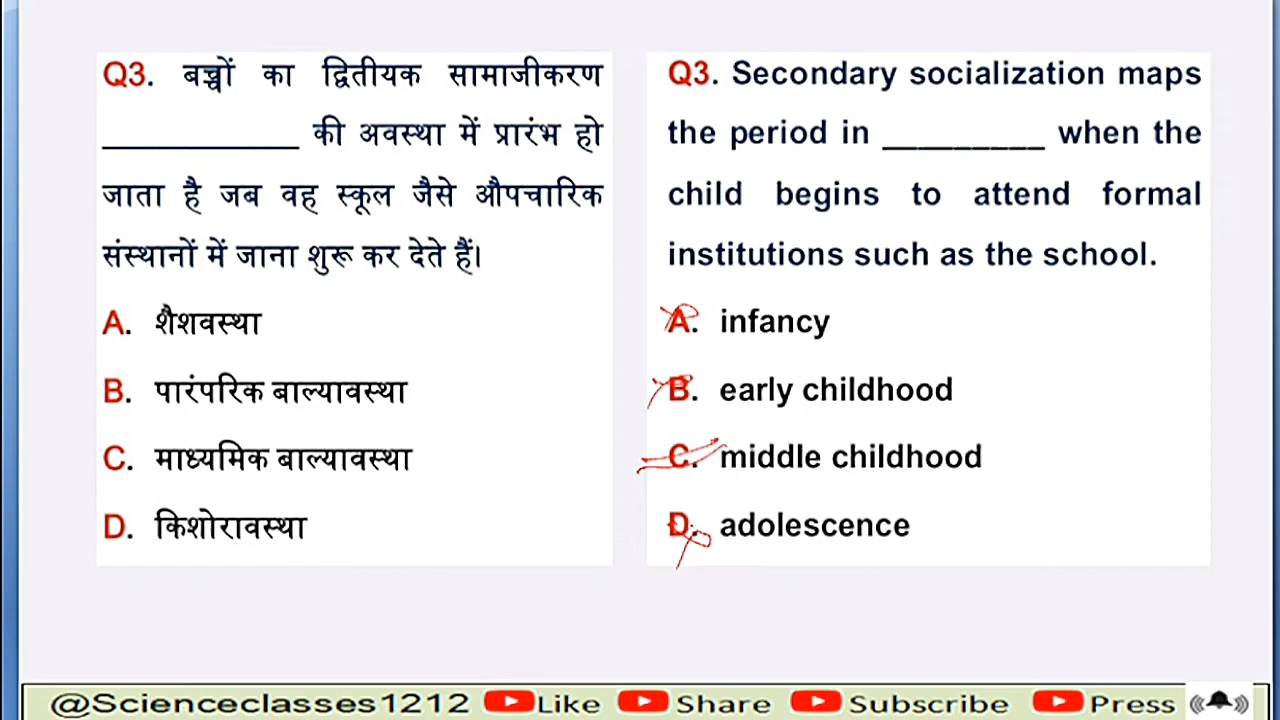 Q3. बच्चों का द्वितीयक सामाजीकरण
___________ की अवस्था में प्रारंभ हो
जाता है जब वह स्कूल जैसे औपचारिक
संस्थानों में जाना शुरू कर देते हैं।
A. शैशवस्था
B. पारंपरिक बाल्यावस्था
C. माध्यमिक बाल्यावस्था
D. किशोरावस्था
Q3. Secondary socialization maps
the period in _________ when the
child begins to attend formal
institutions such as the school.
A. infancy
B. early childhood
C. middle childhood
D. adolescence
@Scienceclasses1212 Like Share Subscribe Press